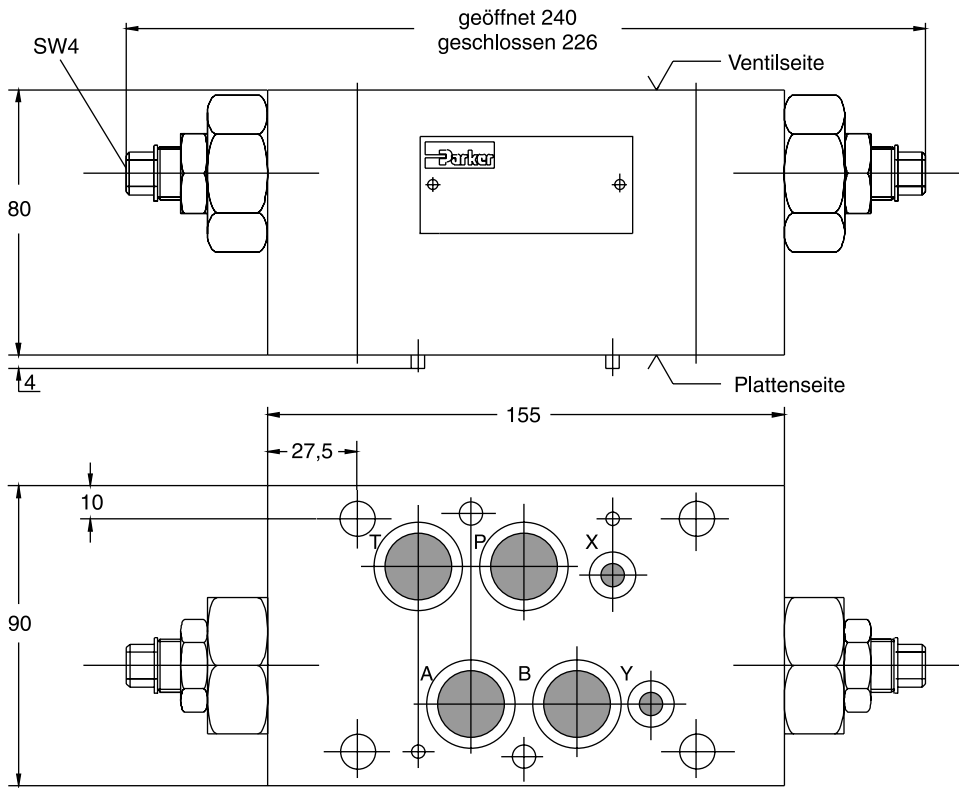 geöffnet 240
geschlossen 226
SW4
Ventilseite
Parker
80
4
Plattenseite
155
27,5
10
T
P
X
90
A
B
Y